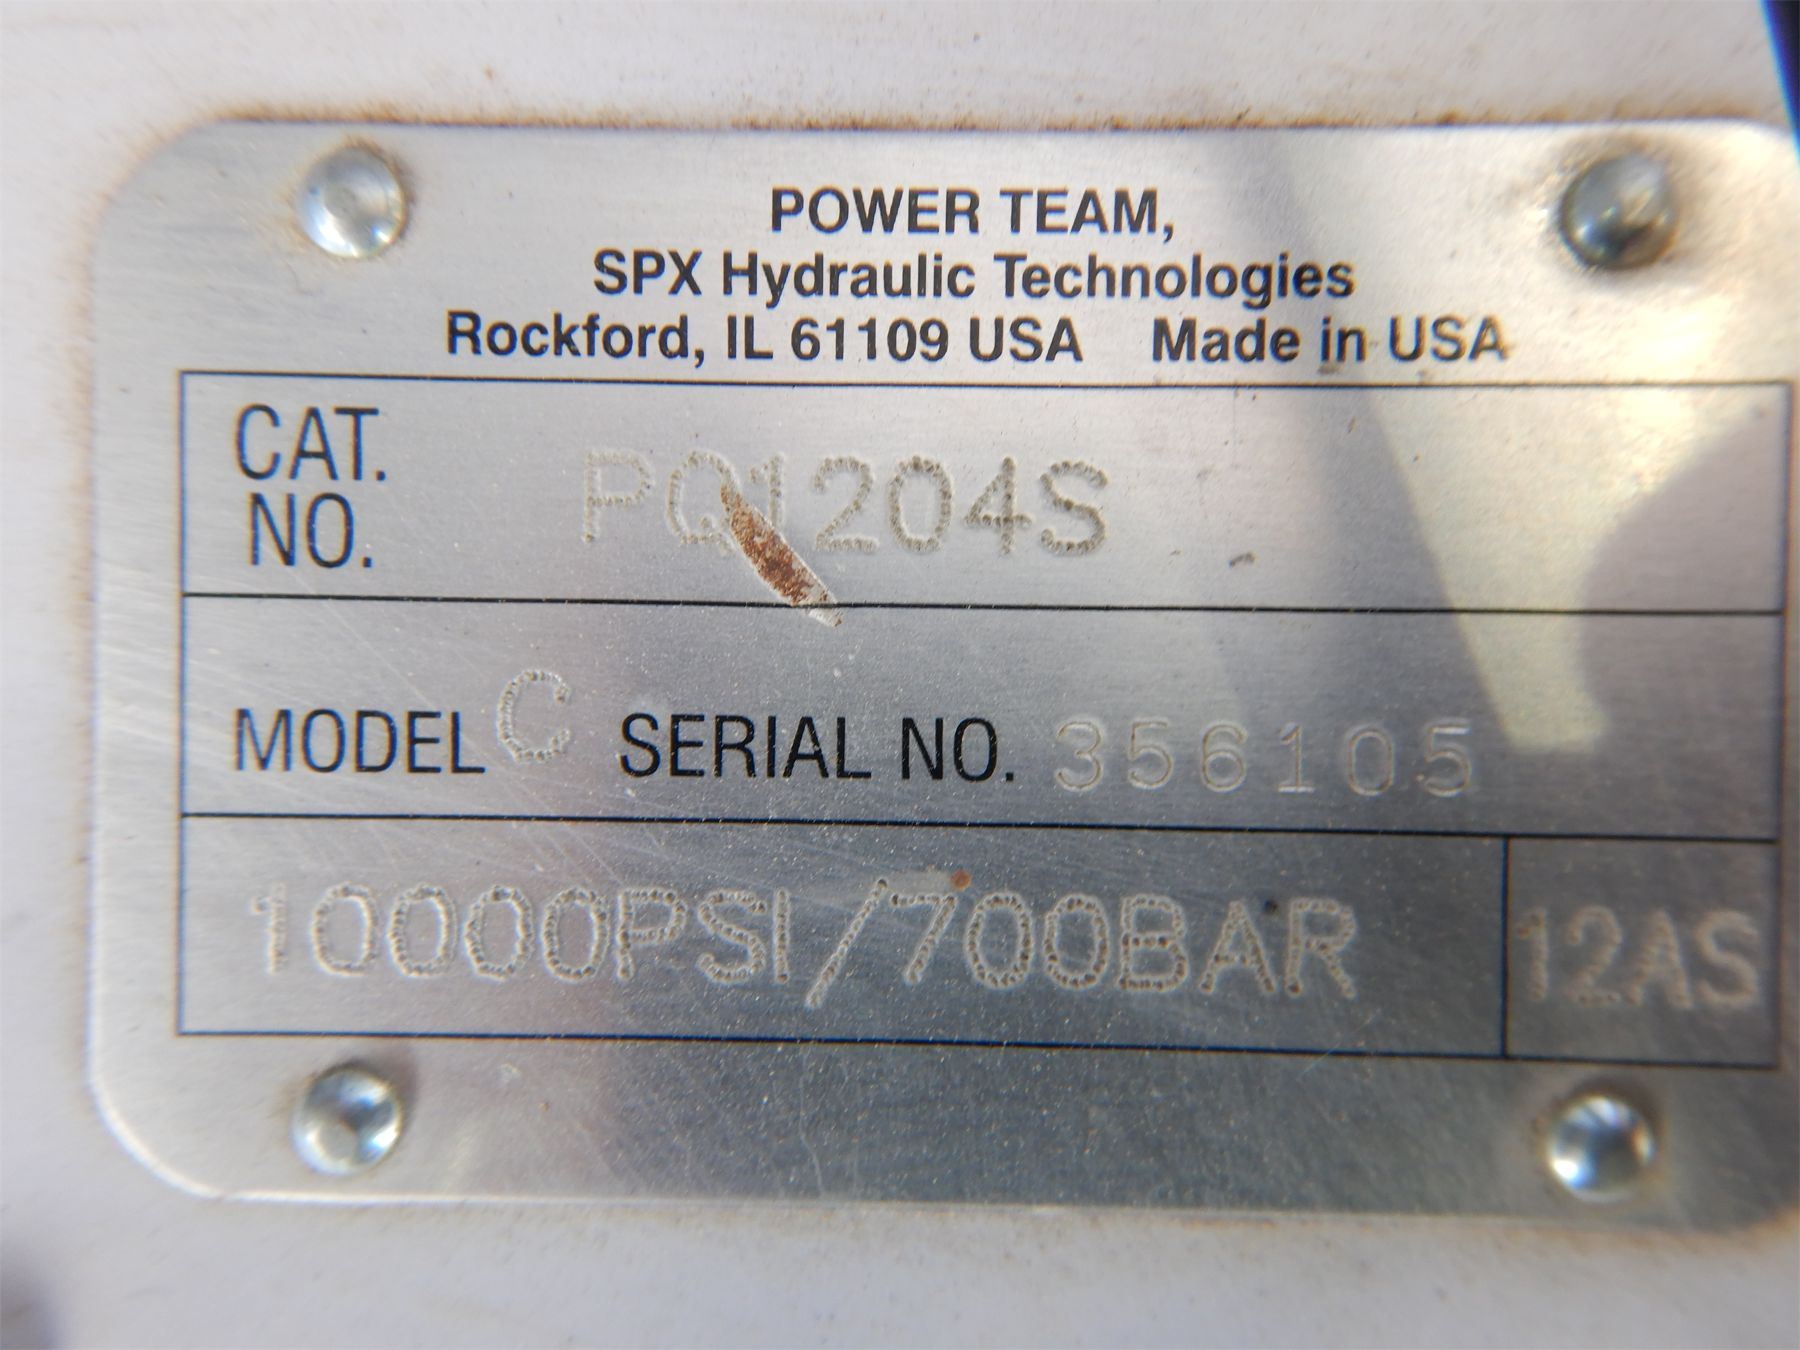 POWER TEAM,
SPX Hydraulic Technologies
Rockford, IL 61109 USA Made in USA
CAT. NO. PQ1204S
MODEL C SERIAL NO. 356105
10000PSI/700BAR 12AS